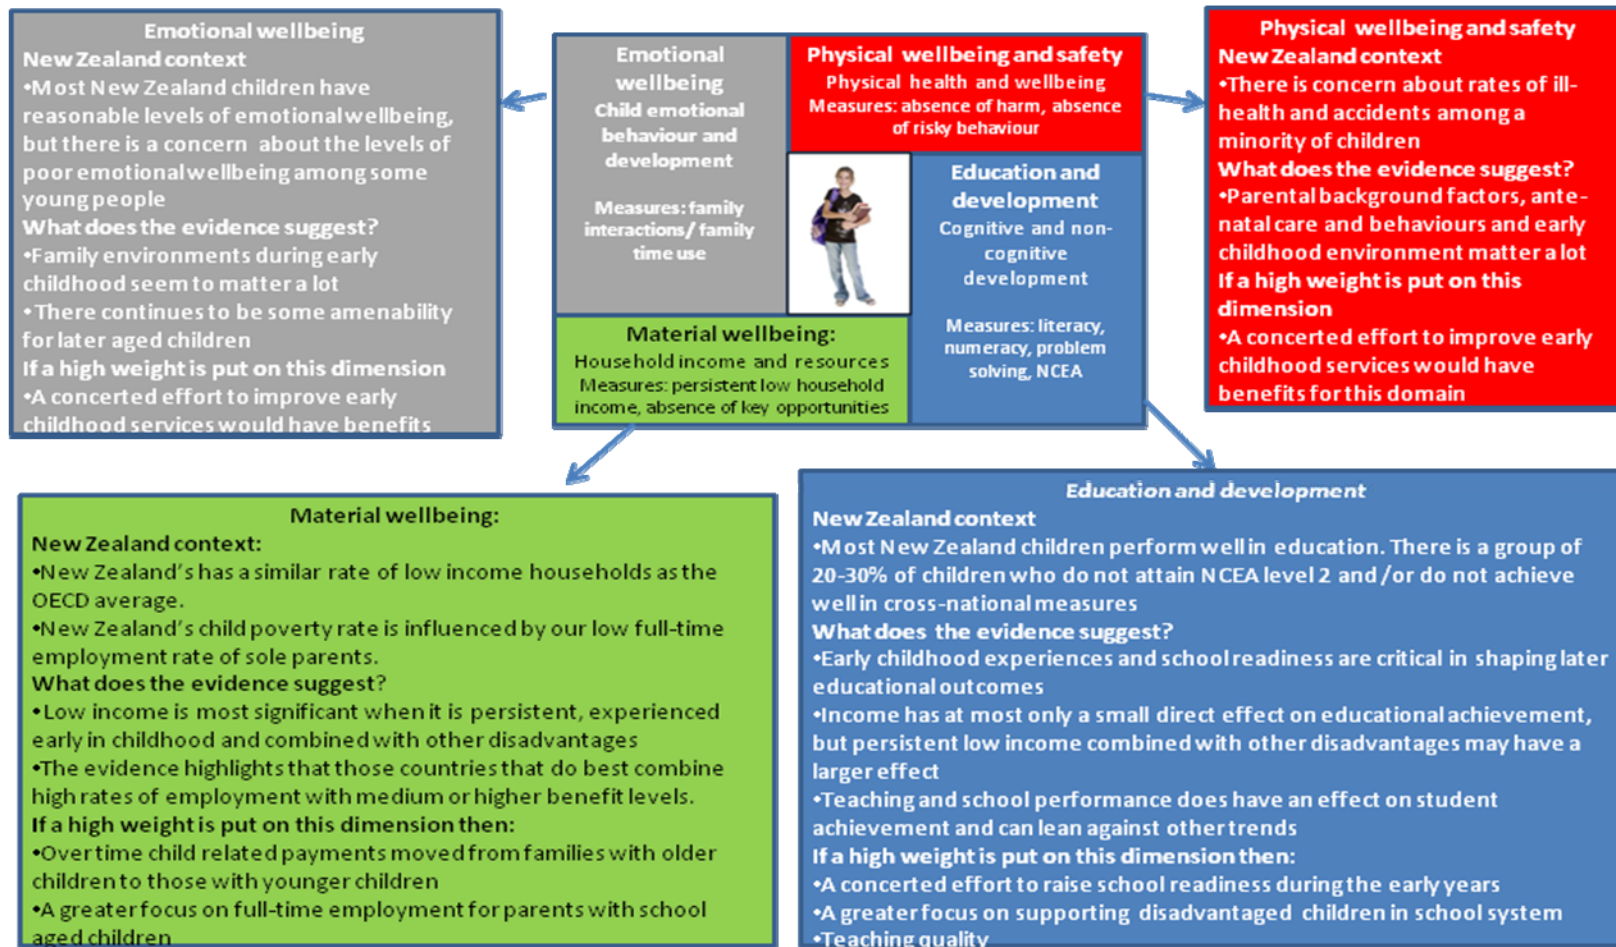 Emotional wellbeing
New Zealand context
•Most New Zealand children have
reasonable levels of emotional wellbeing,
but there is a concern about the levels of
poor emotional wellbeing among some
young people
What does the evidence suggest?
•Family environments during early
childhood seem to matter a lot
•There continues to be some amenability
for later aged children
If a high weight is put on this dimension
•A concerted effort to improve early
childhood services would have benefits
Emotional
wellbeing
Child emotional
behaviour and
development
Measures: family
interactions/ family
time use
Physical wellbeing and safety
Physical health and wellbeing
Measures: absence of harm, absence
of risky behaviour
Education and
development
Cognitive and non-
cognitive
development
Measures: literacy,
numeracy, problem
solving, NCEA
Material wellbeing:
Household income and resources
Measures: persistent low household
income, absence of key opportunities
Physical wellbeing and safety
New Zealand context
•There is concern about rates of ill-
health and accidents among a
minority of children
What does the evidence suggest?
•Parental background factors, ante-
natal care and behaviours and early
childhood environment matter a lot
If a high weight is put on this
dimension
•A concerted effort to improve early
childhood services would have
benefits for this domain
Material wellbeing:
New Zealand context:
•New Zealand's has a similar rate of low income households as the
OECD average.
•New Zealand's child poverty rate is influenced by our low full-time
employment rate of sole parents.
What does the evidence suggest?
•Low income is most significant when it is persistent, experienced
early in childhood and combined with other disadvantages
•The evidence highlights that those countries that do best combine
high rates of employment with medium or higher benefit levels.
If a high weight is put on this dimension then:
•Over time child related payments moved from families with older
children to those with younger children
•A greater focus on full-time employment for parents with school
aged children
Education and development
New Zealand context
•Most New Zealand children perform well in education. There is a group of
20-30% of children who do not attain NCEA level 2 and/or do not achieve
well in cross-national measures
What does the evidence suggest?
•Early childhood experiences and school readiness are critical in shaping later
educational outcomes
•Income has at most only a small direct effect on educational achievement,
but persistent low income combined with other disadvantages may have a
larger effect
•Teaching and school performance does have an effect on student
achievement and can lean against other trends
If a high weight is put on this dimension then:
•A concerted effort to raise school readiness during the early years
•A greater focus on supporting disadvantaged children in school system
•Teaching quality